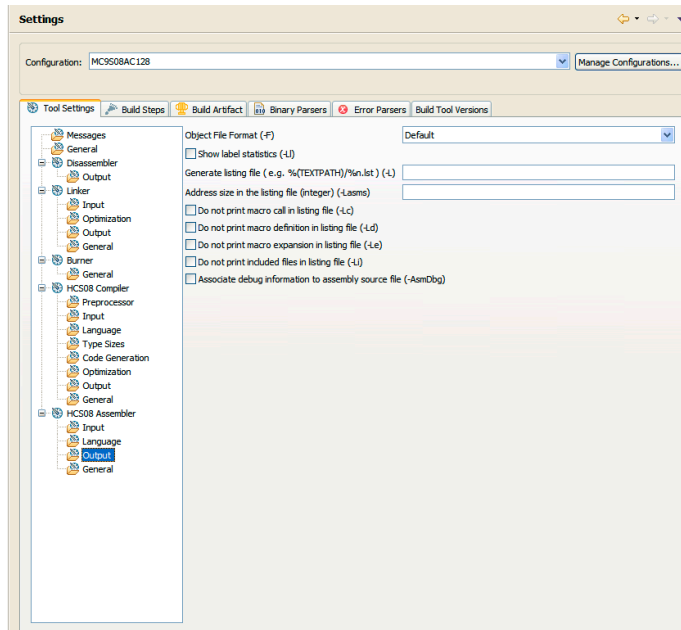 Settings
Configuration: MC9S08AC128 Manage Configurations...
Tool Settings Build Steps Build Artifact Binary Parsers Error Parsers Build Tool Versions
Messages
General
Disassembler
Output
Linker
Input
Optimization
Output
General
Burner
General
HCS08 Compiler
Preprocessor
Input
Language
Type Sizes
Code Generation
Optimization
Output
General
HCS08 Assembler
Input
Language
Output
General
Object File Format (-F) Default
Show label statistics (-Ll)
Generate listing file ( e.g. %(TEXTPATH)/%n.lst ) (-L)
Address size in the listing file (integer) (-Lasms)
Do not print macro call in listing file (-Lc)
Do not print macro definition in listing file (-Ld)
Do not print macro expansion in listing file (-Le)
Do not print included files in listing file (-Li)
Associate debug information to assembly source file (-AsmDbg)